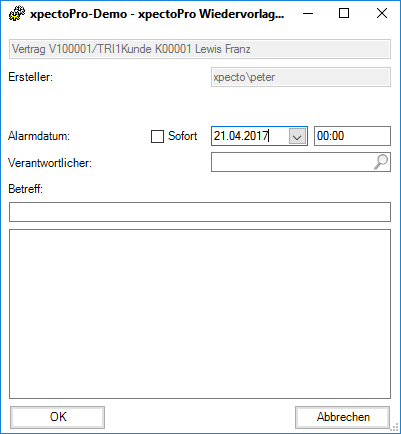 xpectoPro-Demo - xpectoPro Wiedervorlag...
Vertrag V100001/TRI1Kunde K00001 Lewis Franz
Ersteller: xpecto\peter
Alarmdatum: Sofort 21.04.2017 00:00
Verantwortlicher:
Betreff:
OK Abbrechen